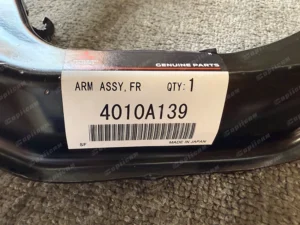 GENUINE PARTS
ARM ASSY,FR QTY:1
4010A139
MADE IN JAPAN